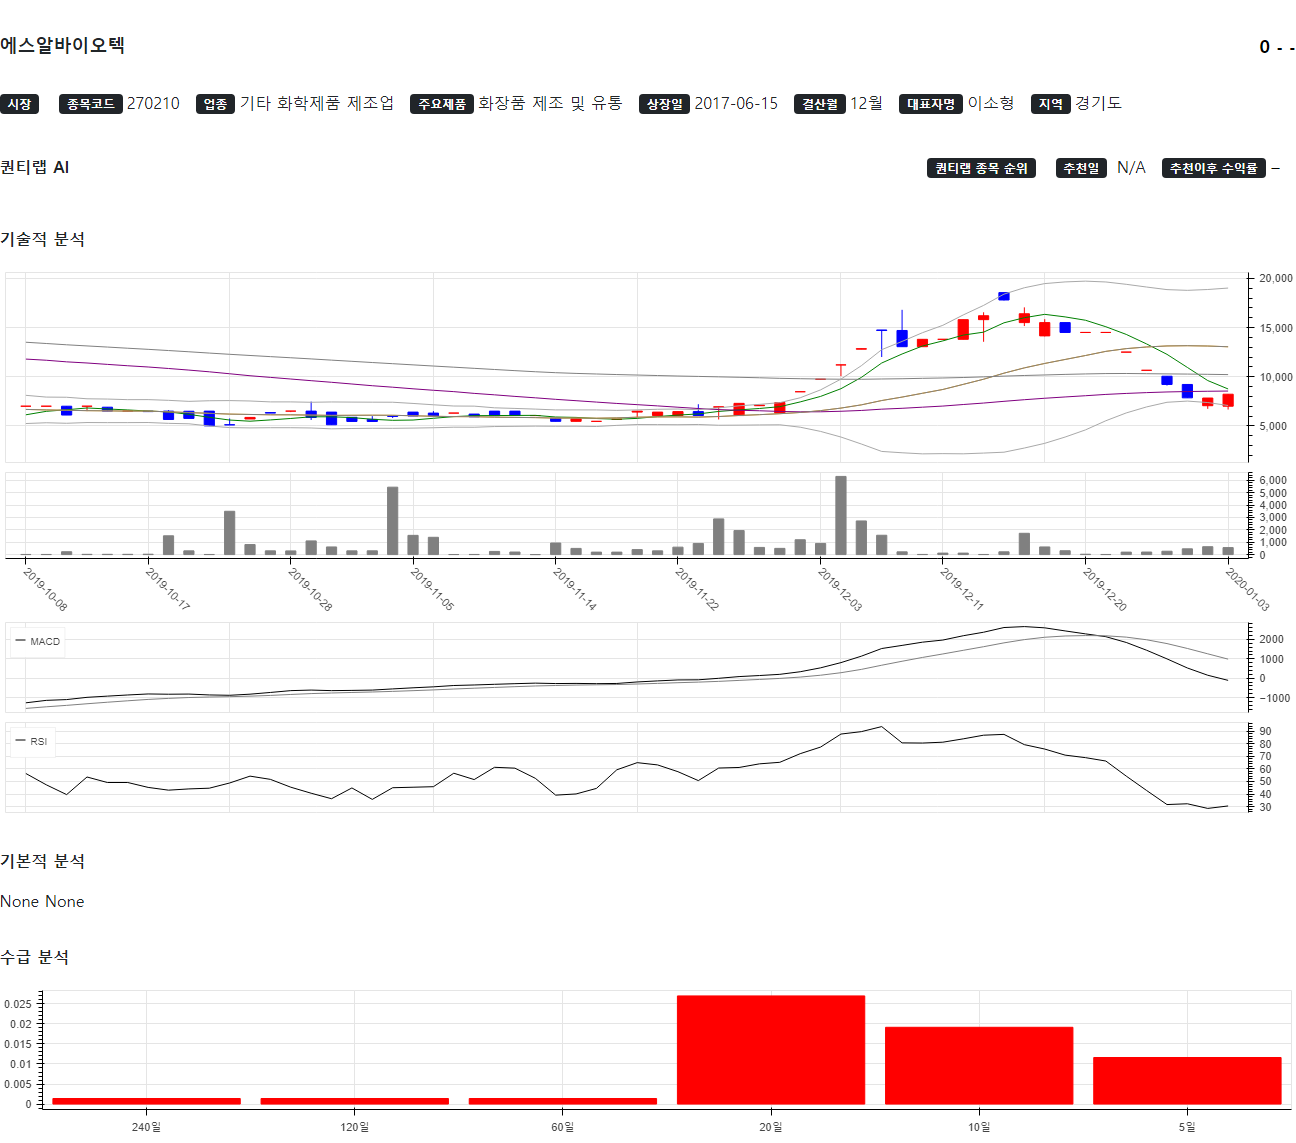 에스알바이오텍
0 - -
시장 종목코드 270210 업종 기타 화학제품 제조업 주요제품 화장품 제조 및 유통 상장일 2017-06-15 결산월 12월 대표자명 이소형 지역 경기도
퀀티랩 AI
퀀티랩 종목 순위 추천일 N/A 추천이후 수익률 –
기술적 분석
20,000
15,000
10,000
5,000
6,000
5,000
4,000
3,000
2,000
1,000
0
2019-10-08
2019-10-17
2019-10-28
2019-11-05
2019-11-14
2019-11-22
2019-12-03
2019-12-11
2019-12-20
2020-01-03
MACD
2000
1000
0
−1000
RSI
90
80
70
60
50
40
30
기본적 분석
None None
수급 분석
0.025
0.02
0.015
0.01
0.005
0
240일
120일
60일
20일
10일
5일